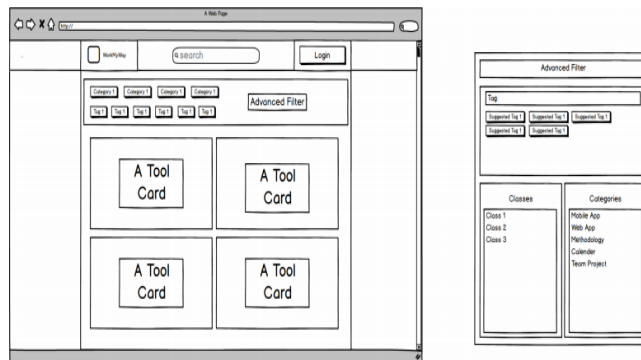 A Web Page
http://
WorkMyWay
search
Login
Category 1 Category 1 Category 1 Category 1
Tag 1 Tag 1 Tag 1 Tag 1 Tag 1 Tag 1
Advanced Filter
A Tool
Card
A Tool
Card
A Tool
Card
A Tool
Card
Advanced Filter
Tag
Suggested Tag 1 Suggested Tag 1 Suggested Tag 1
Suggested Tag 1 Suggested Tag 1
Classes
Class 1
Class 2
Class 3
Categories
Mobile App
Web App
Methodology
Calender
Team Project